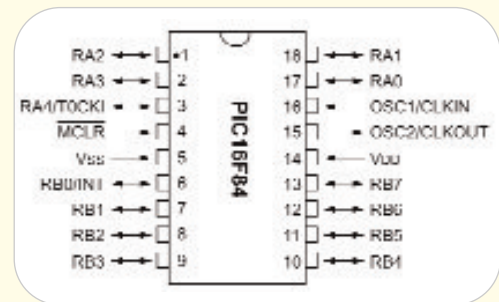 RA2 1 18 RA1
RA3 2 17 RA0
RA4/T0CKI 3 16 OSC1/CLKIN
MCLR 4 15 OSC2/CLKOUT
Vss 5 14 VDD
RB0/INT 6 13 RB7
RB1 7 12 RB6
RB2 8 11 RB5
RB3 9 10 RB4
PIC16F84